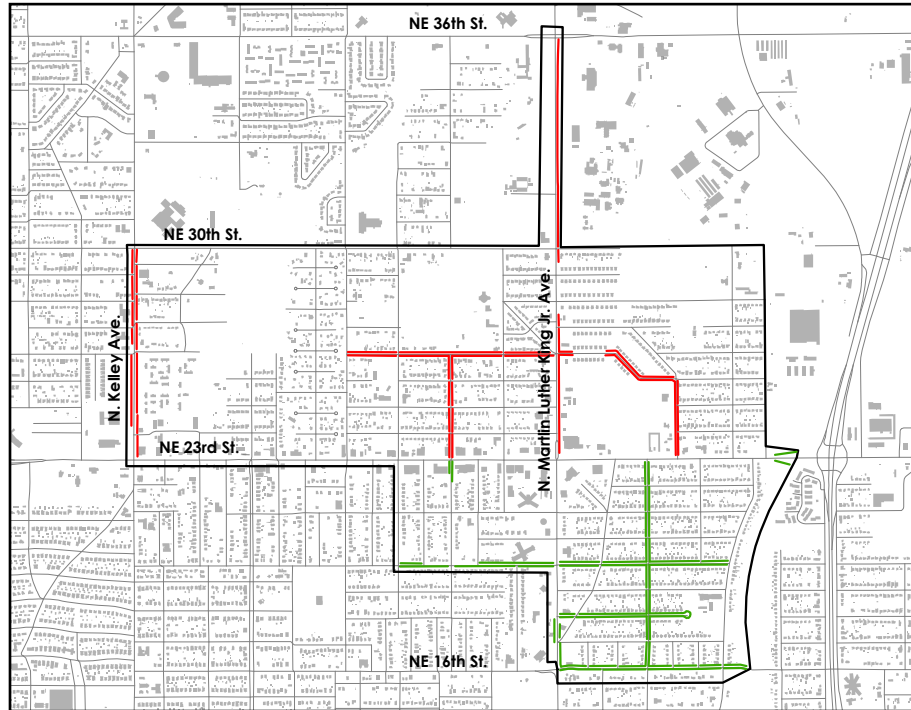 NE 36th St.
NE 30th St.
N. Kelley Ave.
N. Martin Luther King Jr. Ave.
NE 23rd St.
NE 16th St.